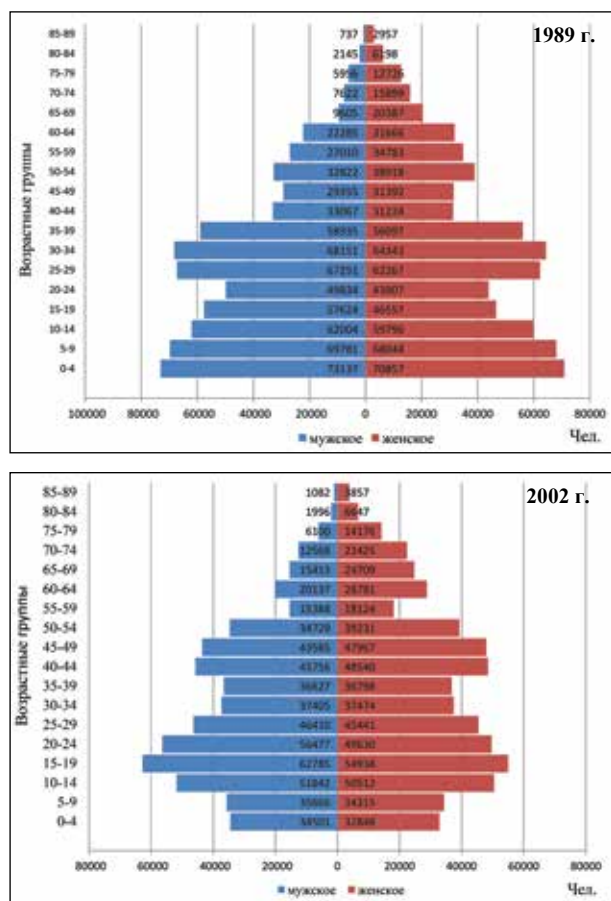 1989 г.
Возрастные группы
85-89 737 2957
80-84 2145 6198
75-79 5956 12726
70-74 7622 15899
65-69 9605 20387
60-64 22285 31666
55-59 27010 34783
50-54 32822 38918
45-49 29355 31392
40-44 33067 31224
35-39 58935 56097
30-34 68151 64343
25-29 67251 62267
20-24 49834 43807
15-19 57624 46557
10-14 62004 59796
5-9 69781 68044
0-4 73137 70857
100000 80000 60000 40000 20000 0 20000 40000 60000 80000
мужское женское Чел.
2002 г.
Возрастные группы
85-89 1082 3857
80-84 1996 6647
75-79 6100 14176
70-74 12568
65-69 15413 24709
60-64 20137 28781
55-59 15388 18124
50-54 34729 39231
45-49 43585 47967
40-44 45756 48540
35-39 36627 36798
30-34 37405 37474
25-29 46410 45441
20-24 56477 49630
15-19 62785 54938
10-14 51842 50512
5-9 34315
0-4 34501
80000 60000 40000 20000 0 20000 40000 60000 80000
мужское женское Чел.